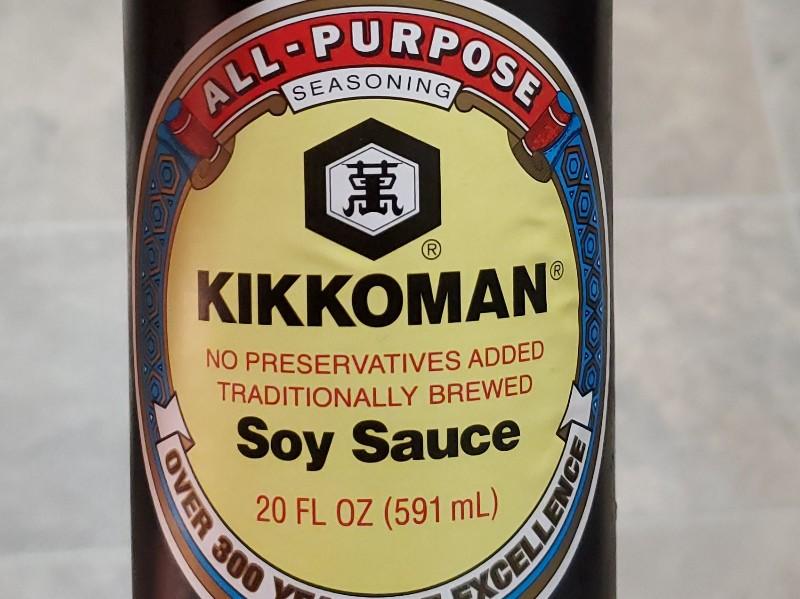 ALL-PURPOSE
SEASONING
萬
®
KIKKOMAN®
NO PRESERVATIVES ADDED
TRADITIONALLY BREWED
Soy Sauce
20 FL OZ (591 mL)
OVER 300 EXCELLENCE